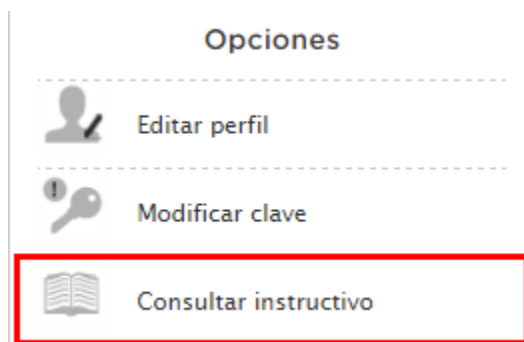 Opciones
Editar perfil
Modificar clave
Consultar instructivo